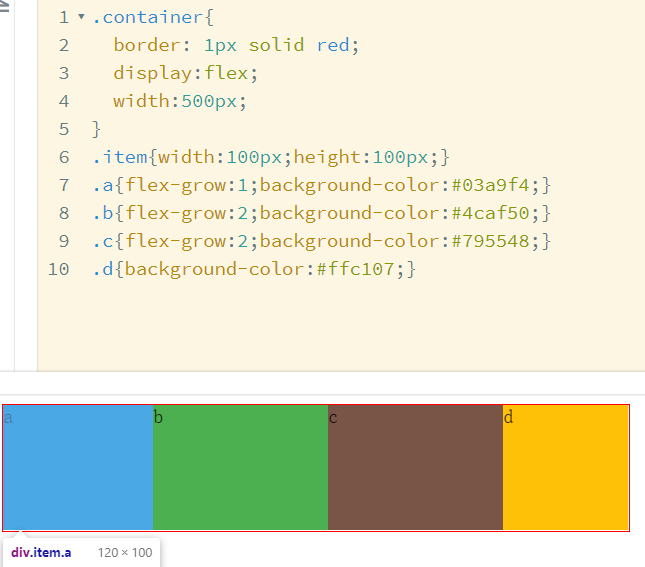 1 ▾ .container{
2 border: 1px solid red;
3 display:flex;
4 width:500px;
5 }
6 .item{width:100px;height:100px;}
7 .a{flex-grow:1;background-color:#03a9f4;}
8 .b{flex-grow:2;background-color:#4caf50;}
9 .c{flex-grow:2;background-color:#795548;}
10 .d{background-color:#ffc107;}
a b c d
div.item.a 120 × 100